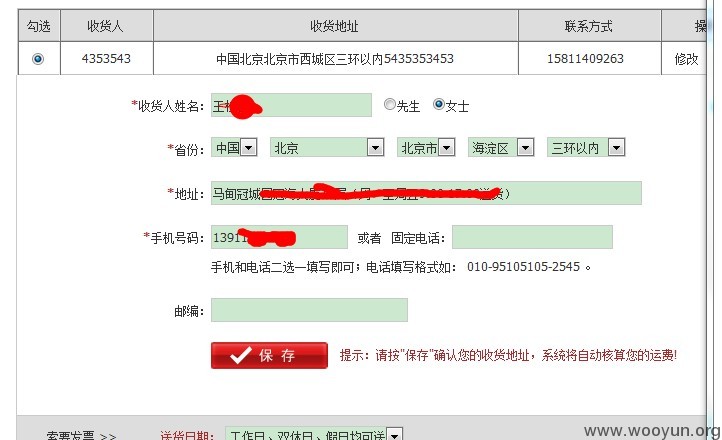 勾选 收货人 收货地址 联系方式 操
4353543 中国北京北京市西城区三环以内5435353453 15811409263 修改
*收货人姓名: 王 先生 女士
*省份: 中国 北京 北京市 海淀区 三环以内
*地址: 马甸冠城
*手机号码: 1391 或者 固定电话:
手机和电话二选一填写即可;电话填写格式如: 010-95105105-2545 。
邮编:
保存 提示:请按"保存"确认您的收货地址,系统将自动核算您的运费!
索要发票 >> 送货日期: 工作日、双休日、假日均可送
www.wooyun.org